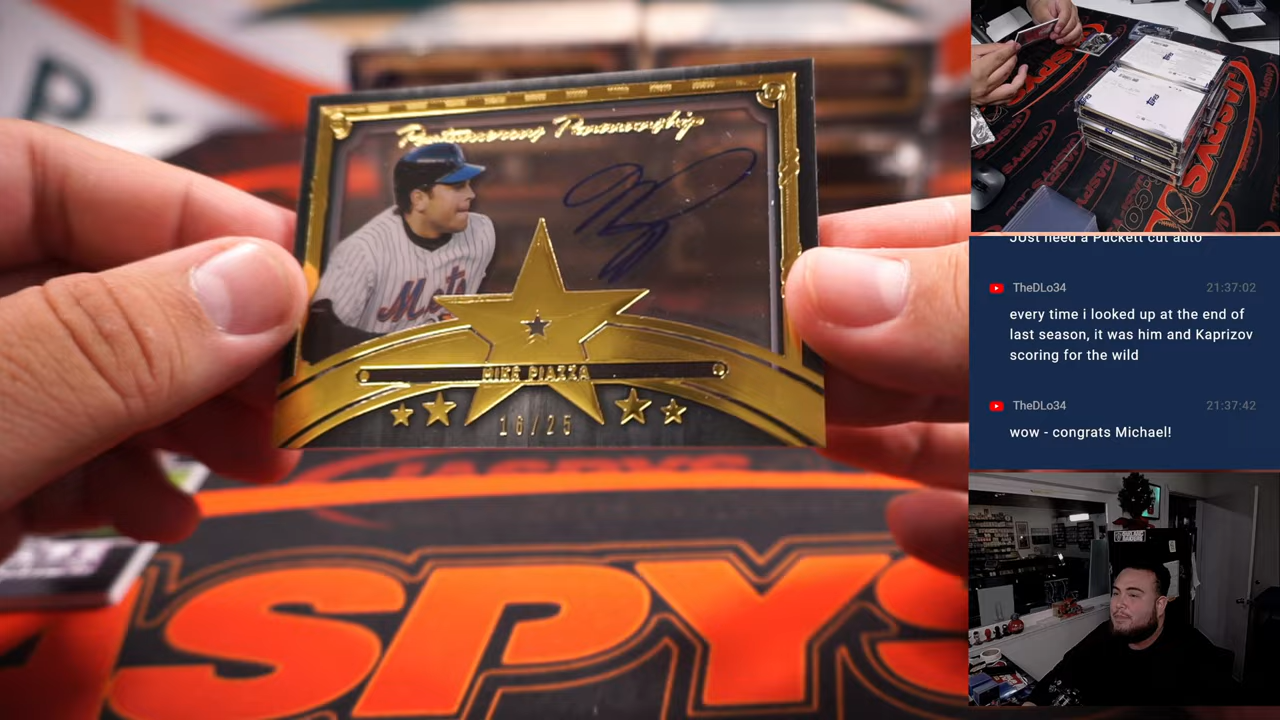 Mets
MIKE PIAZZA
16/25
JASPYS
JASPYS
JUst need a Puckett cut auto
TheDLo34 21:37:02
every time i looked up at the end of
last season, it was him and Kaprizov
scoring for the wild
TheDLo34 21:37:42
wow - congrats Michael!